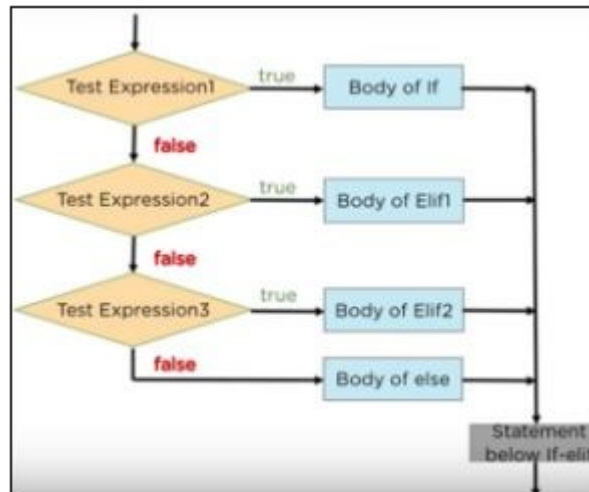 Test Expression1
true
Body of If
false
Test Expression2
true
Body of Elif1
false
Test Expression3
true
Body of Elif2
false
Body of else
Statement
below If-elif